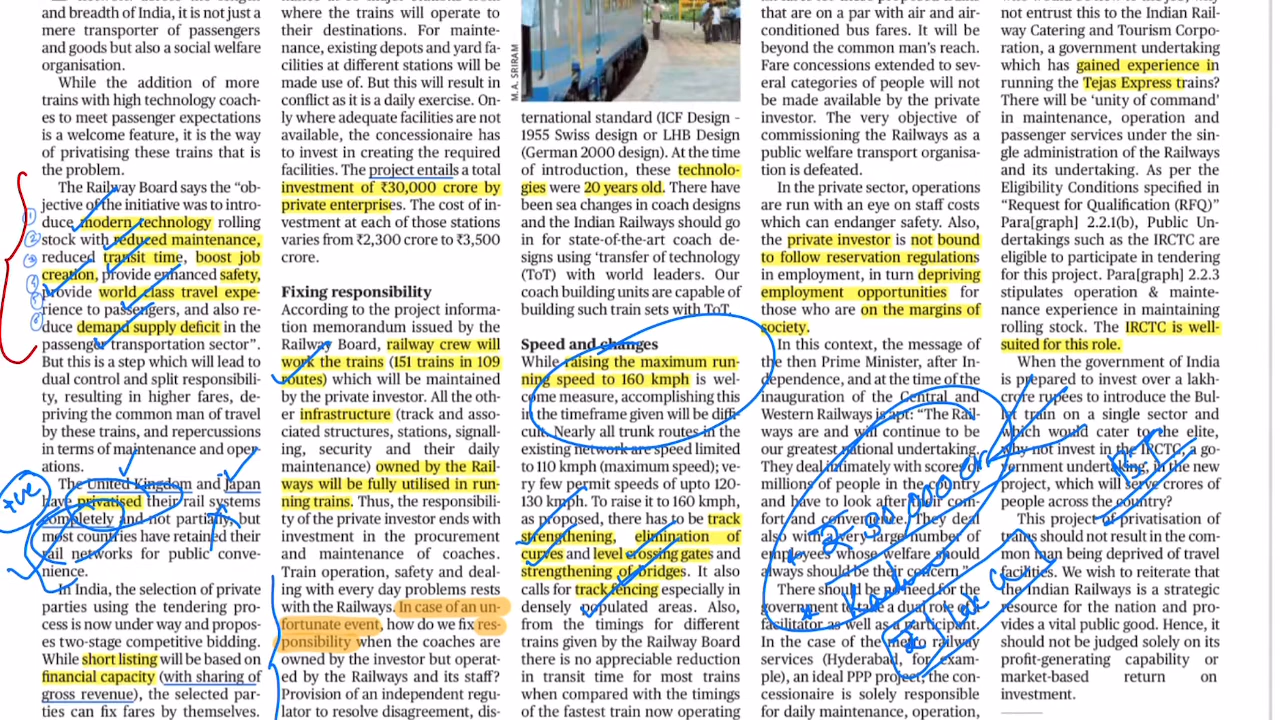 and breadth of India, it is not just a
mere transporter of passengers
and goods but also a social welfare
organisation.
While the addition of more
trains with high technology coach-
es to meet passenger expectations
is a welcome feature, it is the way
of privatising these trains that is
the problem.
The Railway Board says the “ob-
jective of the initiative was to intro-
duce modern technology rolling
stock with reduced maintenance,
reduced transit time, boost job
creation, provide enhanced safety,
provide world class travel expe-
rience to passengers, and also re-
duce demand supply deficit in the
passenger transportation sector”.
But this is a step which will lead to
dual control and split responsibili-
ty, resulting in higher fares, de-
priving the common man of travel
by these trains, and repercussions
in terms of maintenance and oper-
ations.
The United Kingdom and Japan
have privatised their rail systems
completely and not partially, but
most countries have retained their
rail networks for public conve-
nience.
In India, the selection of private
parties using the tendering pro-
cess is now under way and propos-
es two-stage competitive bidding.
While short listing will be based on
financial capacity (with sharing of
gross revenue), the selected par-
ties can fix fares by themselves.
where the trains will operate to
their destinations. For mainte-
nance, existing depots and yard fa-
cilities at different stations will be
made use of. But this will result in
conflict as it is a daily exercise. On-
ly where adequate facilities are not
available, the concessionaire has
to invest in creating the required
facilities. The project entails a total
investment of ₹30,000 crore by
private enterprises. The cost of in-
vestment at each of those stations
varies from ₹2,300 crore to ₹3,500
crore.
Fixing responsibility
According to the project informa-
tion memorandum issued by the
Railway Board, railway crew will
work the trains (151 trains in 109
routes) which will be maintained
by the private investor. All the oth-
er infrastructure (track and asso-
ciated structures, stations, signall-
ing, security and their daily
maintenance) owned by the Rail-
ways will be fully utilised in run-
ning trains. Thus, the responsibili-
ty of the private investor ends with
investment in the procurement
and maintenance of coaches.
Train operation, safety and deal-
ing with every day problems rests
with the Railways. In case of an un-
fortunate event, how do we fix res-
ponsibility when the coaches are
owned by the investor but operat-
ed by the Railways and its staff?
Provision of an independent regu-
lator to resolve disagreement, dis-
M. A. SRIRAM
ternational standard (ICF Design -
1955 Swiss design or LHB Design
(German 2000 design). At the time
of introduction, these technolo-
gies were 20 years old. There have
been sea changes in coach designs
and the Indian Railways should go
in for state-of-the-art coach de-
signs using ‘transfer of technology
(ToT) with world leaders. Our
coach building units are capable of
building such train sets with ToT.
Speed and changes
While raising the maximum run-
ning speed to 160 kmph is wel-
come measure, accomplishing this
in the timeframe given will be diffi-
cult. Nearly all trunk routes in the
existing network are speed limited
to 110 kmph (maximum speed); ve-
ry few permit speeds of upto 120-
130 kmph. To raise it to 160 kmph,
as proposed, there has to be track
strengthening, elimination of
curves and level crossing gates and
strengthening of bridges. It also
calls for track fencing especially in
densely populated areas. Also,
from the timings for different
trains given by the Railway Board
there is no appreciable reduction
in transit time for most trains
when compared with the timings
of the fastest train now operating
that are on a par with air and air-
conditioned bus fares. It will be
beyond the common man’s reach.
Fare concessions extended to sev-
eral categories of people will not
be made available by the private
investor. The very objective of
commissioning the Railways as a
public welfare transport organisa-
tion is defeated.
In the private sector, operations
are run with an eye on staff costs
which can endanger safety. Also,
the private investor is not bound
to follow reservation regulations
in employment, in turn depriving
employment opportunities for
those who are on the margins of
society.
In this context, the message of
the then Prime Minister, after In-
dependence, and at the time of the
inauguration of the Central and
Western Railways is apt: “The Rail-
ways are and will continue to be
our greatest national undertaking.
They deal intimately with scores of
millions of people in the country
and have to look after their com-
fort and convenience. They deal
also with a very large number of
employees whose welfare should
always should be their concern.”
There should be no need for the
government to take a dual role of
facilitator as well as a participant.
In the case of the metro railway
services (Hyderabad, for exam-
ple), an ideal PPP project, the con-
cessionaire is solely responsible
for daily maintenance, operation,
not entrust this to the Indian Rail-
way Catering and Tourism Corpo-
ration, a government undertaking
which has gained experience in
running the Tejas Express trains?
There will be ‘unity of command’
in maintenance, operation and
passenger services under the sin-
gle administration of the Railways
and its undertaking. As per the
Eligibility Conditions specified in
“Request for Qualification (RFQ)”
Para[graph] 2.2.1(b), Public Un-
dertakings such as the IRCTC are
eligible to participate in tendering
for this project. Para[graph] 2.2.3
stipulates operation & mainte-
nance experience in maintaining
rolling stock. The IRCTC is well-
suited for this role.
When the government of India
is prepared to invest over a lakh-
crore rupees to introduce the Bul-
let train on a single sector and
which would cater to the elite,
why not invest in IRCTC, a go-
vernment undertaking, in the new
project, which will serve crores of
people across the country?
This project of privatisation of
trains should not result in the com-
mon man being deprived of travel
facilities. We wish to reiterate that
the Indian Railways is a strategic
resource for the nation and pro-
vides a vital public good. Hence, it
should not be judged solely on its
profit-generating capability or
market-based return on
investment.
+ve
₹ 30,000 cr